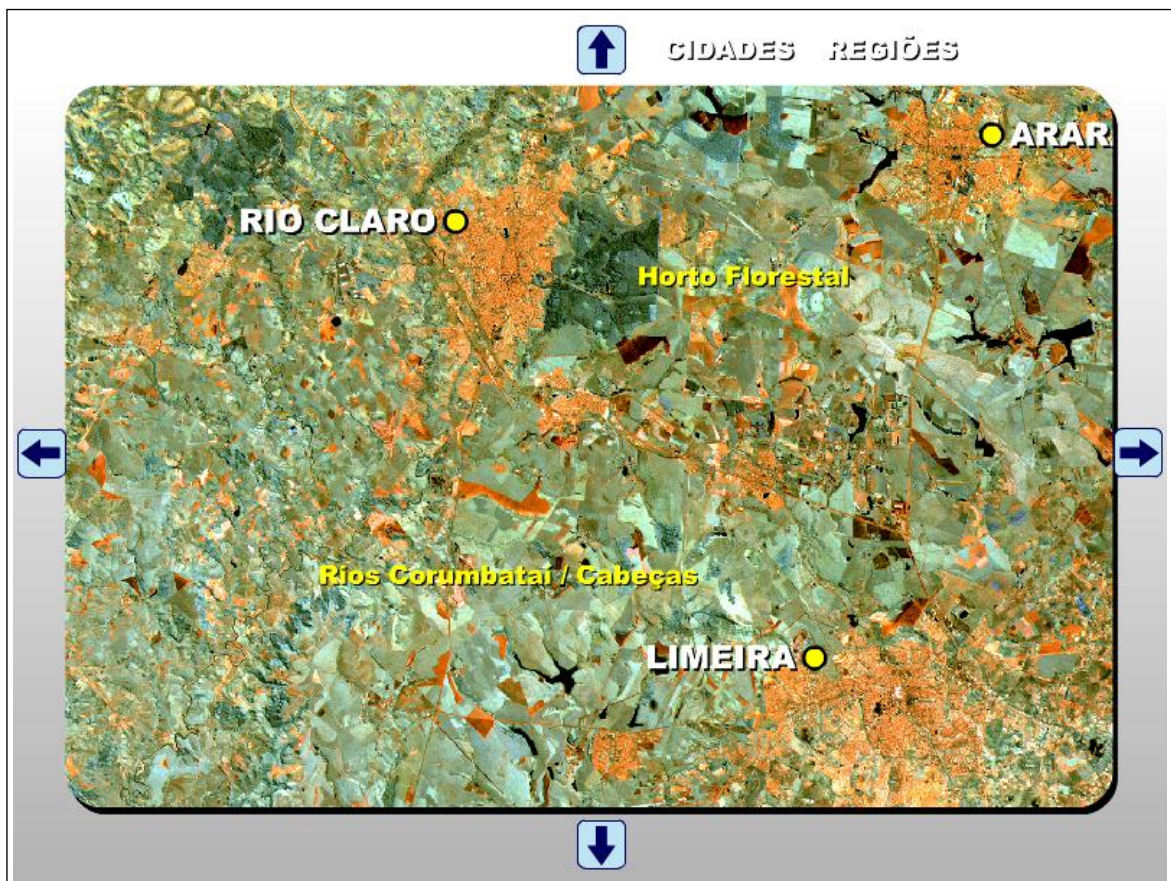 CIDADES REGIÕES
ARAR
RIO CLARO
Horto Florestal
Rios Corumbataí / Cabeças
LIMEIRA